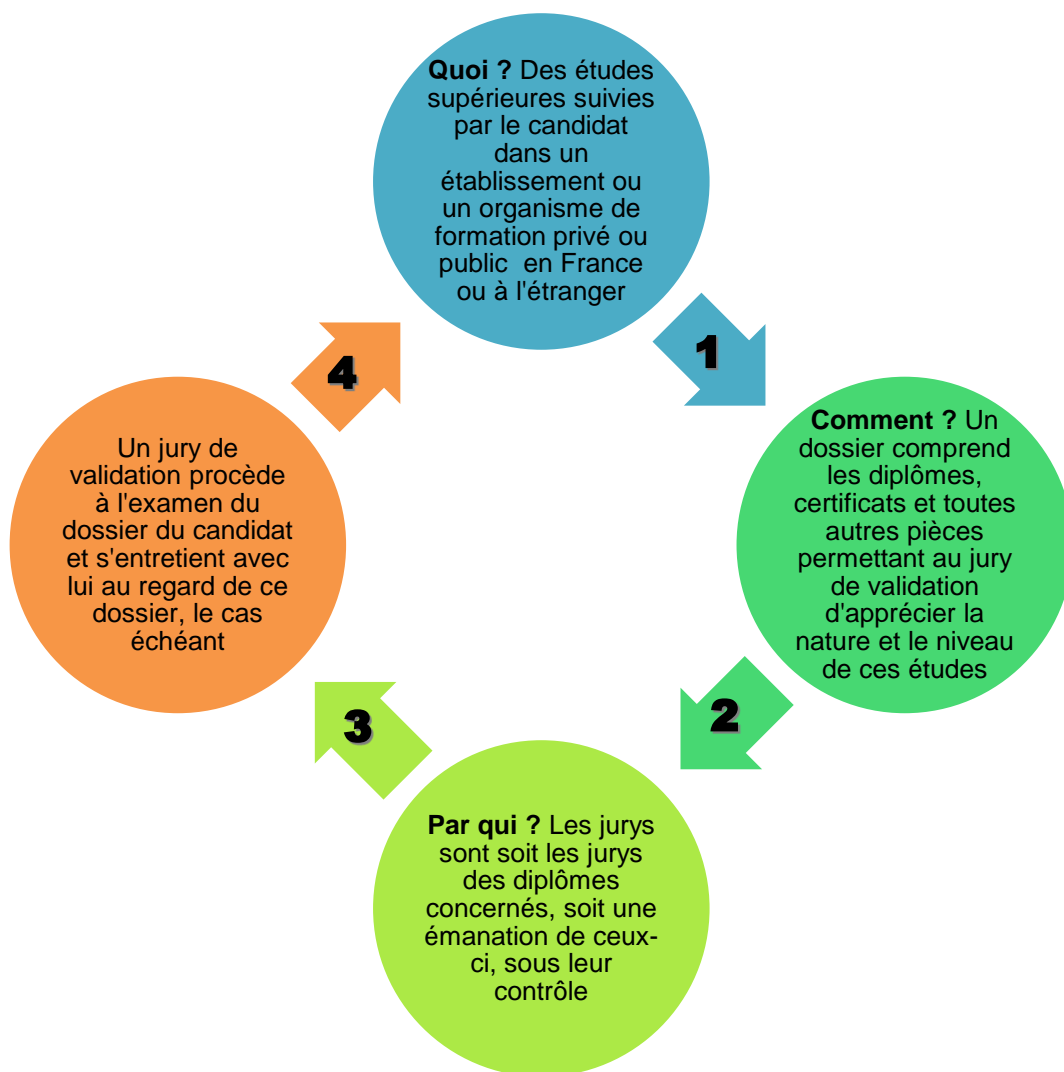 Quoi ? Des études
supérieures suivies
par le candidat
dans un
établissement ou
un organisme de
formation privé ou
public  en France
ou à l'étranger
1
Comment ? Un
dossier comprend
les diplômes,
certificats et toutes
autres pièces
permettant au jury
de validation
d'apprécier la
nature et le niveau
de ces études
2
Par qui ? Les jurys
sont soit les jurys
des diplômes
concernés, soit une
émanation de ceux-
ci, sous leur
contrôle
3
Un jury de
validation procède
à l'examen du
dossier du candidat
et s'entretient avec
lui au regard de ce
dossier, le cas
échéant
4